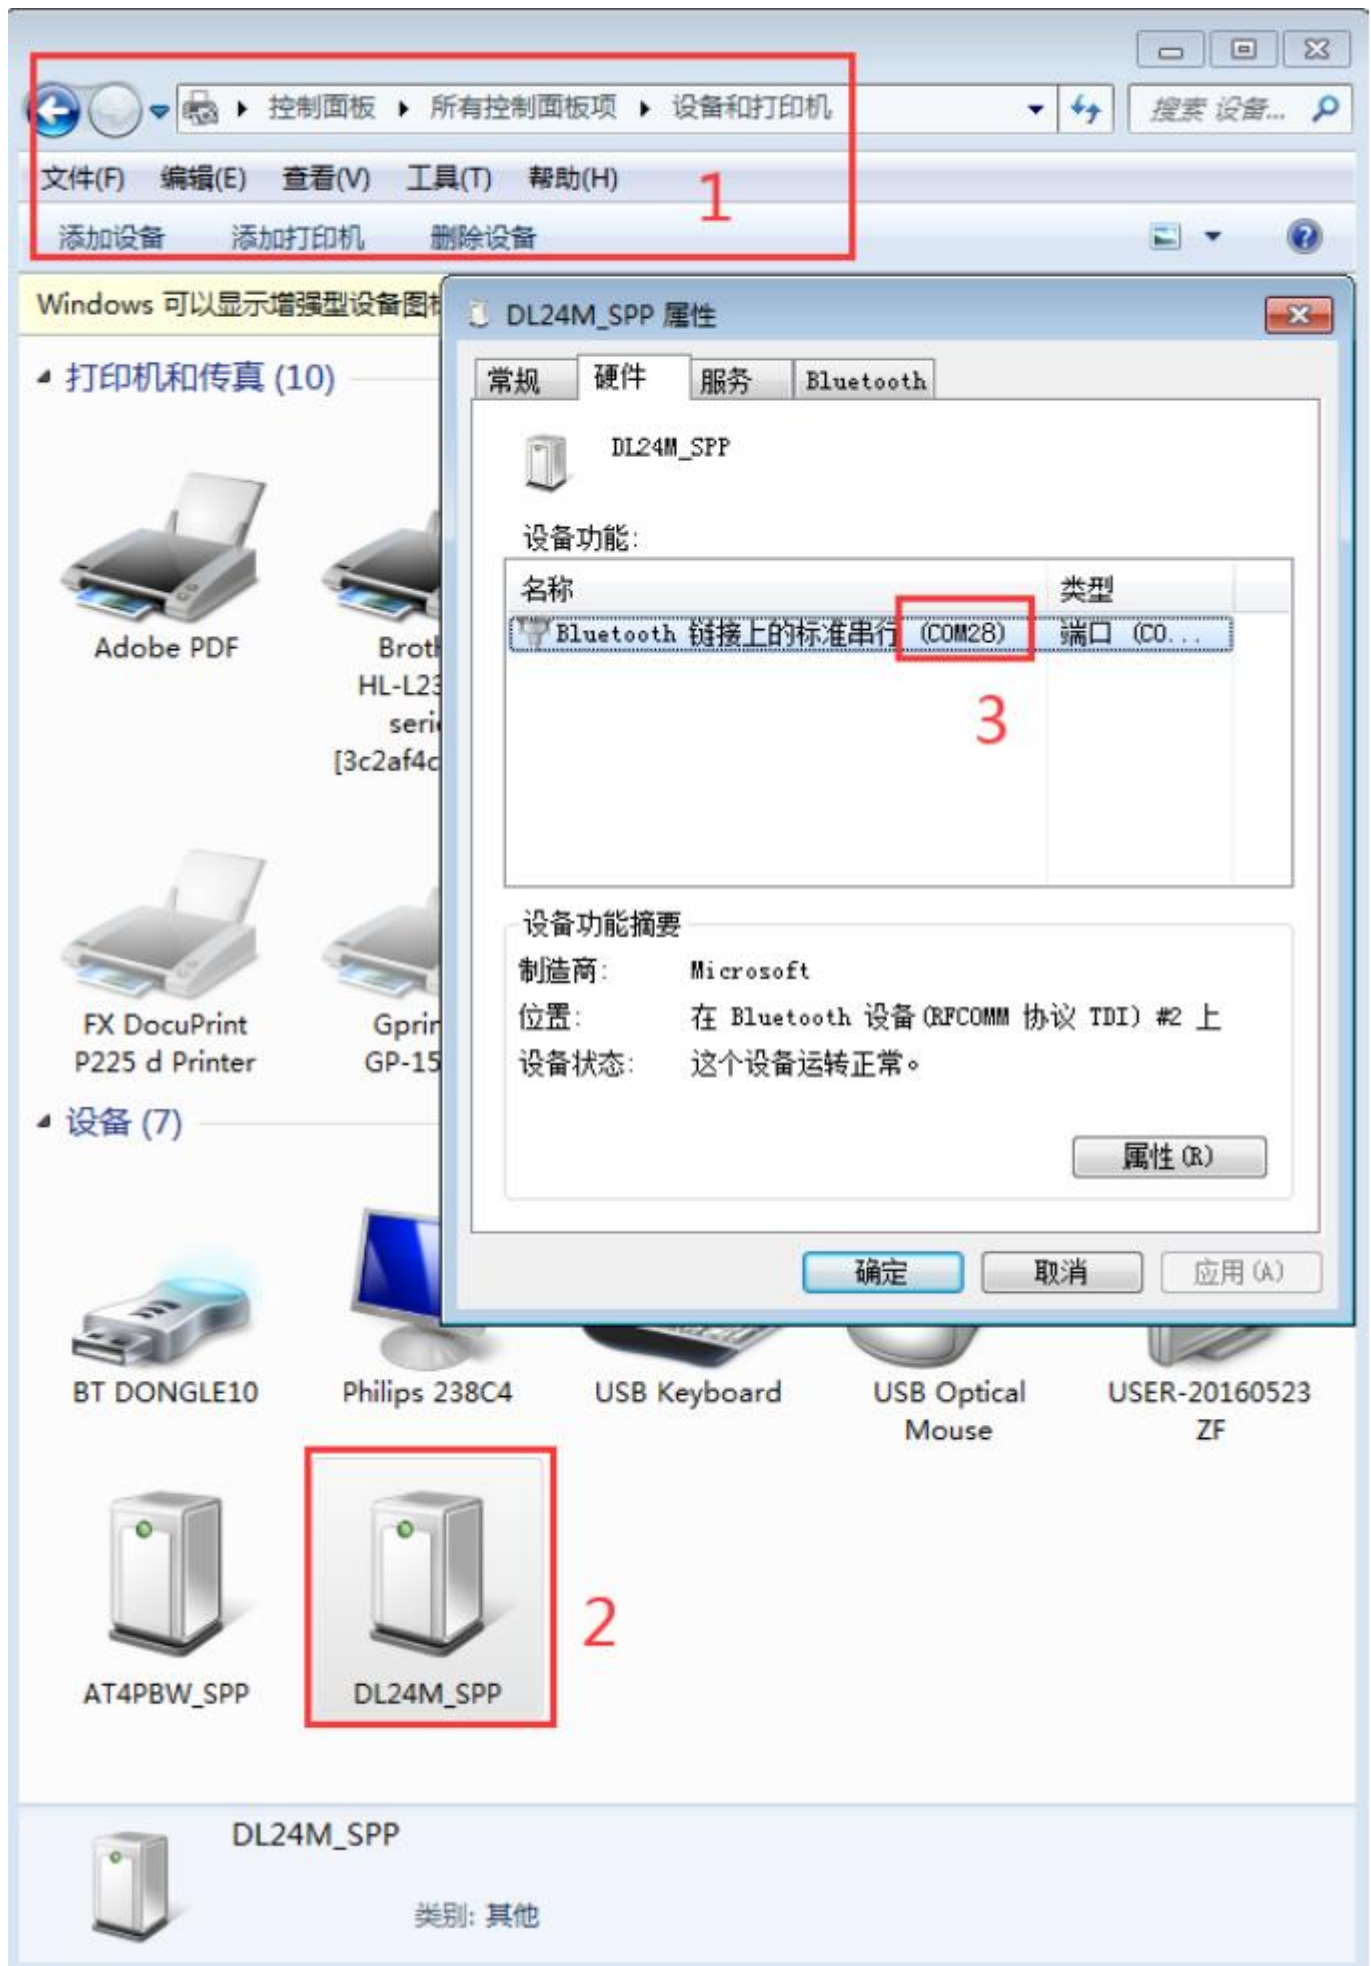 控制面板 所有控制面板项 设备和打印机
搜索 设备...
文件(F) 编辑(E) 查看(V) 工具(T) 帮助(H)
1
添加设备 添加打印机 删除设备
Windows 可以显示增强型设备图
打印机和传真 (10)
Adobe PDF
Brot
HL-L23
seri
[3c2af4c
FX DocuPrint
P225 d Printer
Gprin
GP-15
DL24M_SPP 属性
常规 硬件 服务 Bluetooth
DL24M_SPP
设备功能:
名称 类型
Bluetooth 链接上的标准串行 (COM28) 端口 (CO...
3
设备功能摘要
制造商: Microsoft
位置: 在 Bluetooth 设备(RFCOMM 协议 TDI) #2 上
设备状态: 这个设备运转正常。
属性(R)
确定 取消 应用(A)
设备 (7)
BT DONGLE10
Philips 238C4
USB Keyboard
USB Optical
Mouse
USER-20160523
ZF
AT4PBW_SPP
DL24M_SPP
2
DL24M_SPP
类别: 其他